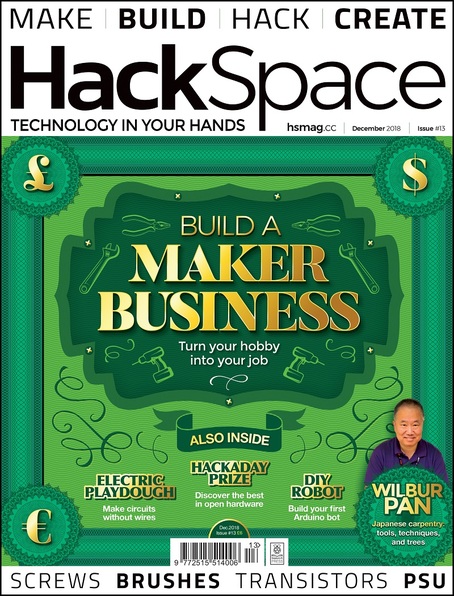 MAKE | BUILD | HACK | CREATE
HackSpace
TECHNOLOGY IN YOUR HANDS
hsmag.cc | December 2018 | Issue #13
£
$
BUILD A
MAKER
BUSINESS
Turn your hobby
into your job
ALSO INSIDE
ELECTRIC
PLAYDOUGH
Make circuits
without wires
HACKADAY
PRIZE
Discover the best
in open hardware
DIY
ROBOT
Build your first
Arduino bot
WILBUR
PAN
Japanese carpentry:
tools, techniques,
and trees
€
Dec.2018
Issue #13 £6
13
9 772515 514006
SCREWS BRUSHES TRANSISTORS PSU